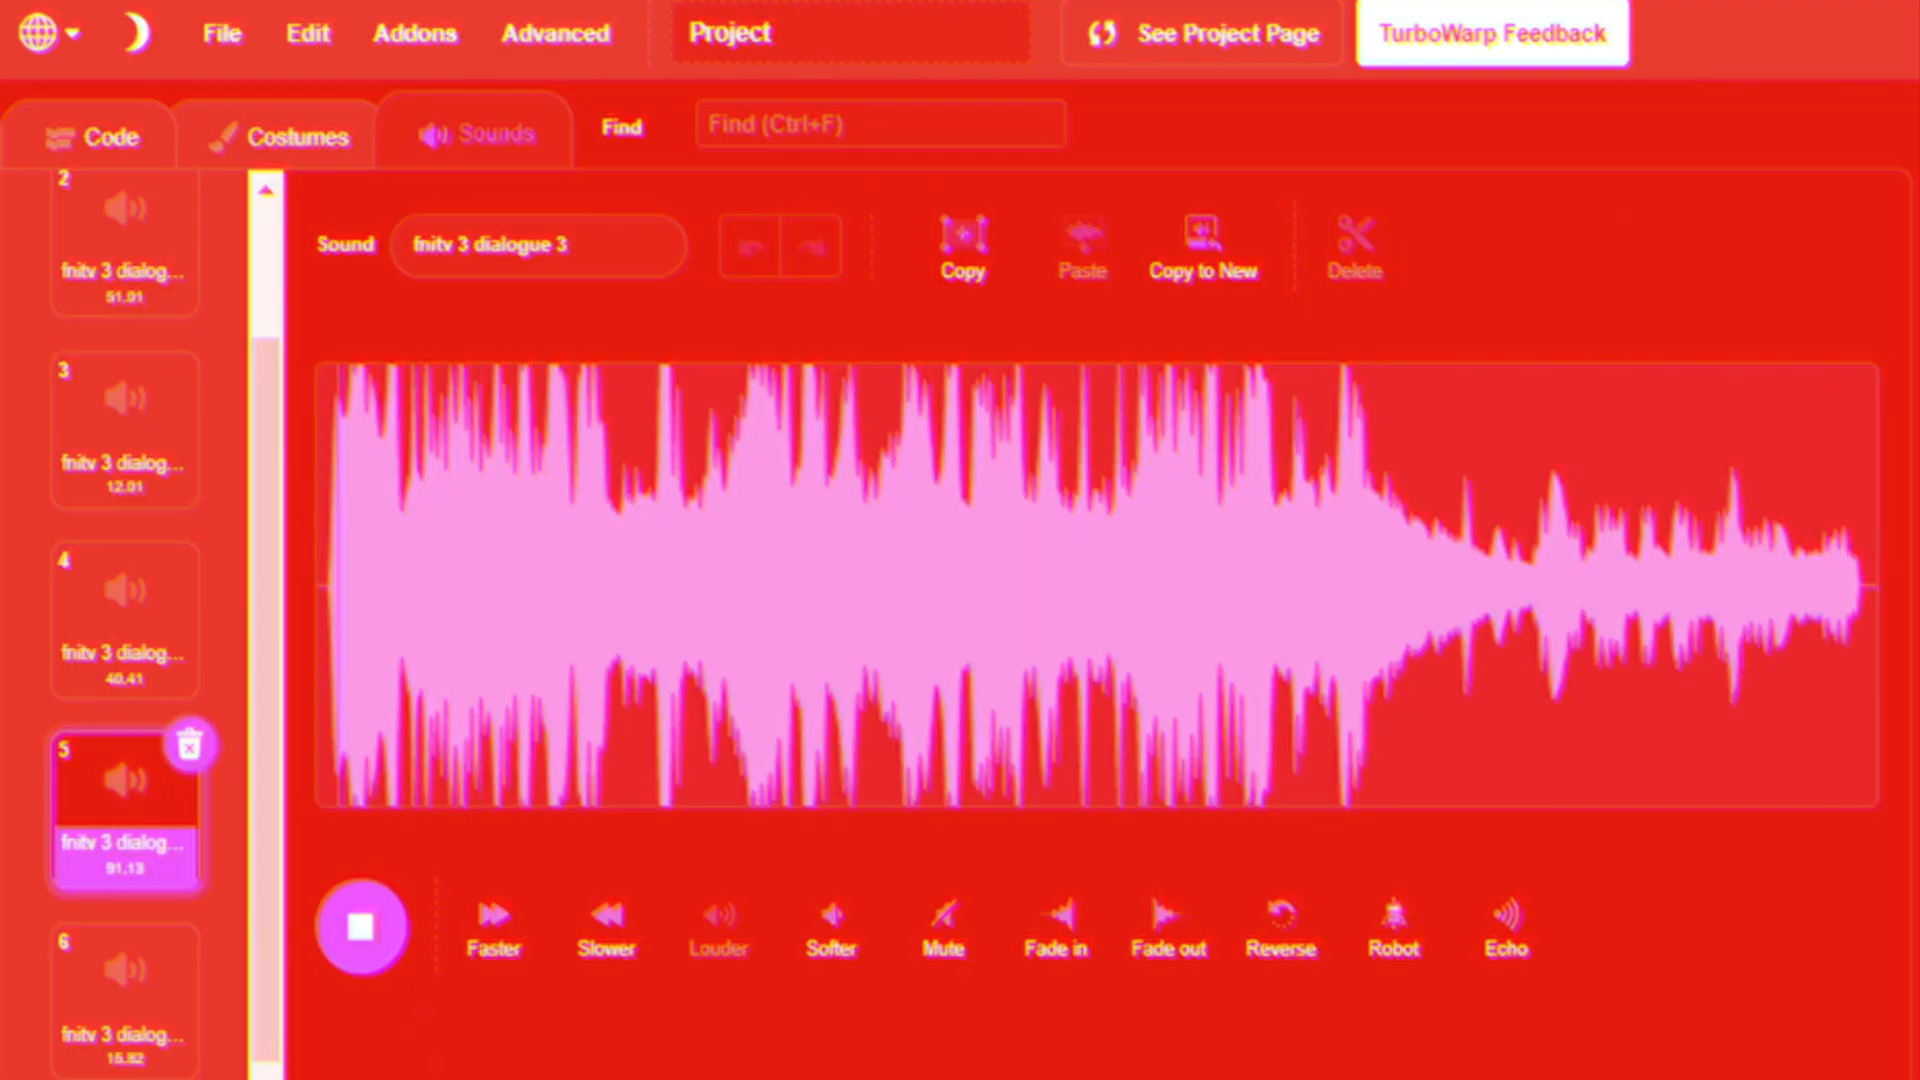 File Edit Addons Advanced Project See Project Page TurboWarp Feedback
Code Costumes Sounds Find Find (Ctrl+F)
2
fnitv 3 dialog...
51.01
3
fnitv 3 dialog...
12.01
4
fnitv 3 dialog...
40.41
5
fnitv 3 dialog...
91.13
6
fnitv 3 dialog...
15.82
Sound fnitv 3 dialogue 3
Copy Paste Copy to New Delete
Faster Slower Louder Softer Mute Fade in Fade out Reverse Robot Echo